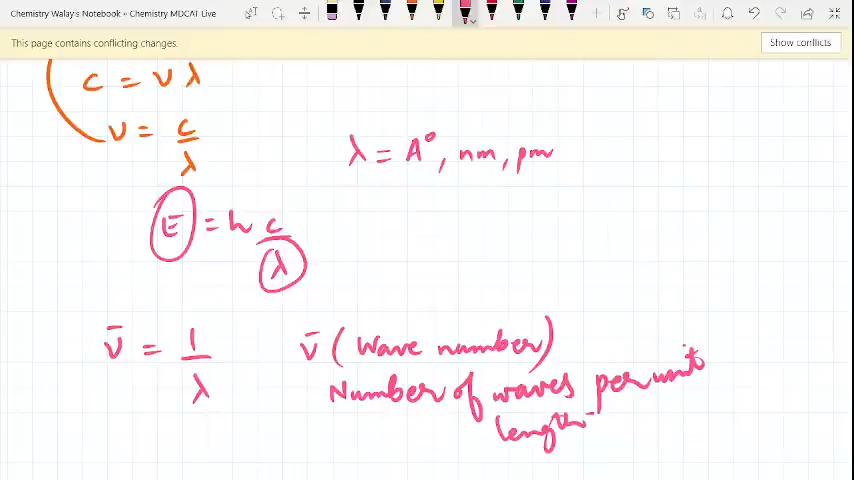 Chemistry Walay's Notebook » Chemistry MDCAT Live
This page contains conflicting changes.
Show conflicts
c = ν λ
ν = c/λ
λ = A°, nm, pm
E = h c/λ
ν̄ = 1/λ
ν̄ (Wave number)
Number of waves per unit
length